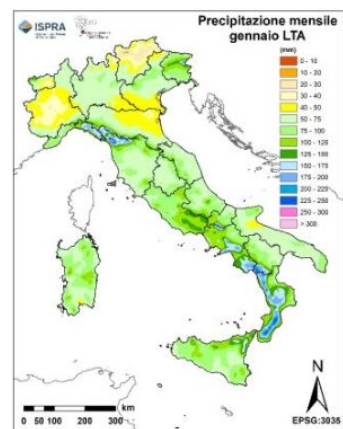 ISPRA
Precipitazione mensile
gennaio LTA
(mm)
0 - 10
10 - 20
20 - 30
30 - 40
40 - 50
50 - 75
75 - 100
100 - 125
125 - 150
150 - 175
175 - 200
200 - 225
225 - 250
250 - 300
> 300
N
km
0 50 100 200 300
EPSG:3035